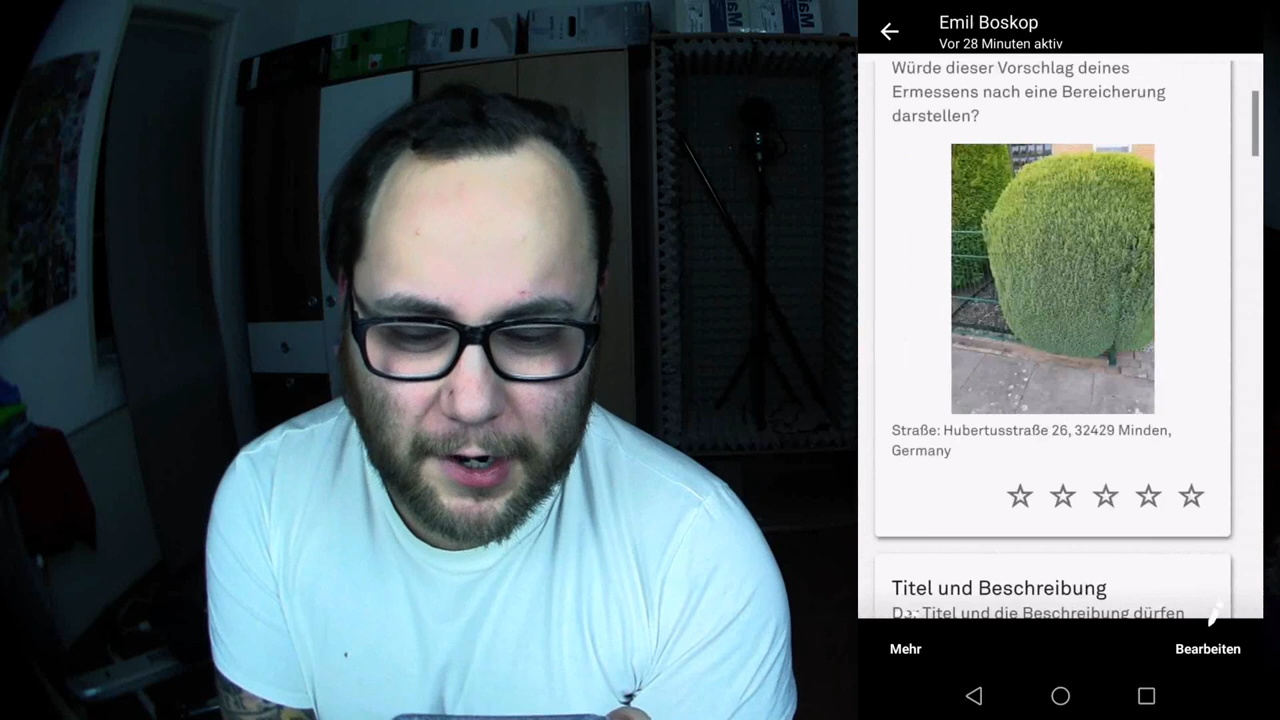 Emil Boskop
Vor 28 Minuten aktiv
Würde dieser Vorschlag deines
Ermessens nach eine Bereicherung
darstellen?
Straße: Hubertusstraße 26, 32429 Minden,
Germany
Titel und Beschreibung
Der Titel und die Beschreibung dürfen
Mehr
Bearbeiten